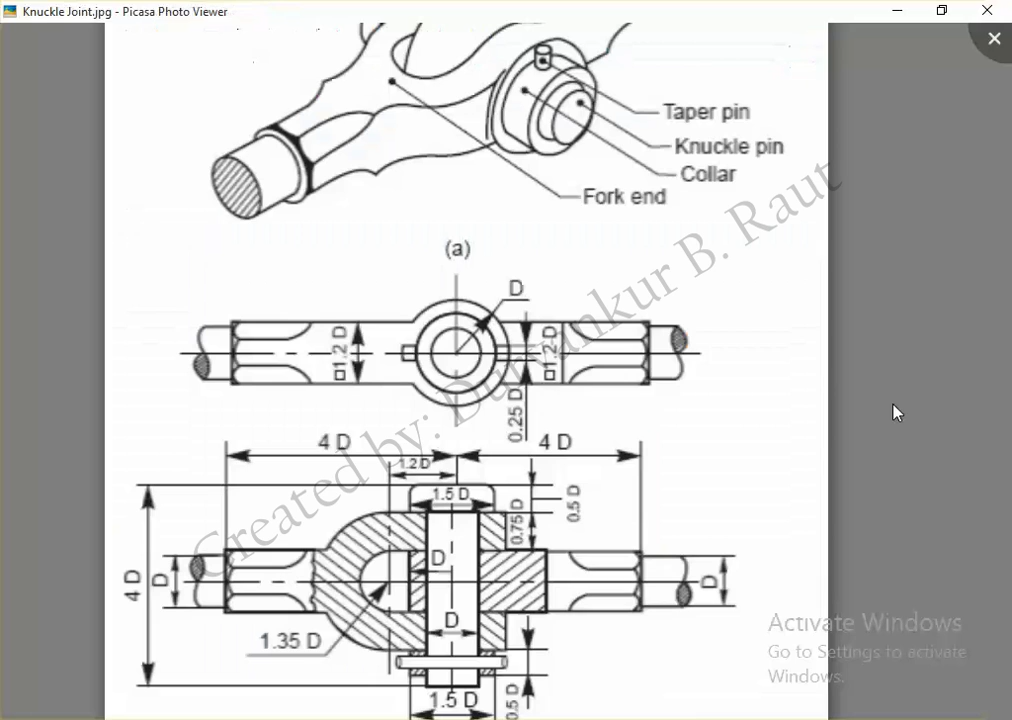 Knuckle Joint.jpg - Picasa Photo Viewer
Taper pin
Knuckle pin
Collar
Fork end
(a)
D
□1.2 D
□1.2 D
0.25 D
4 D
4 D
1.2 D
1.5 D
0.75 D
0.5 D
D
4 D
D
D
D
1.35 D
1.5 D
0.5 D
Created by: Ankur B. Raut
Activate Windows
Go to Settings to activate
Windows.